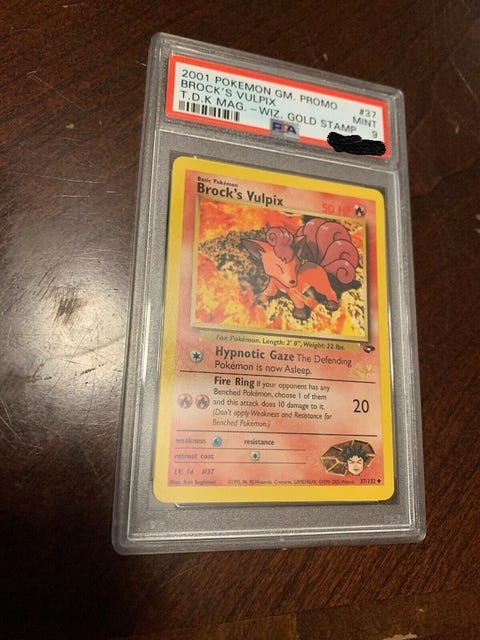 2001 POKEMON GM. PROMO #37
BROCK'S VULPIX MINT
T.D.K MAG.-WIZ. GOLD STAMP 9
PSA
Basic Pokémon
Brock's Vulpix 50 HP
Fox Pokémon. Length: 2' 0", Weight: 22 lbs.
Hypnotic Gaze The Defending
Pokémon is now Asleep.
Fire Ring If your opponent has any
Benched Pokémon, choose 1 of them
and this attack does 10 damage to it.
(Don't apply Weakness and Resistance for
Benched Pokémon.)
20
weakness resistance
retreat cost
LV. 16 #37
37/132